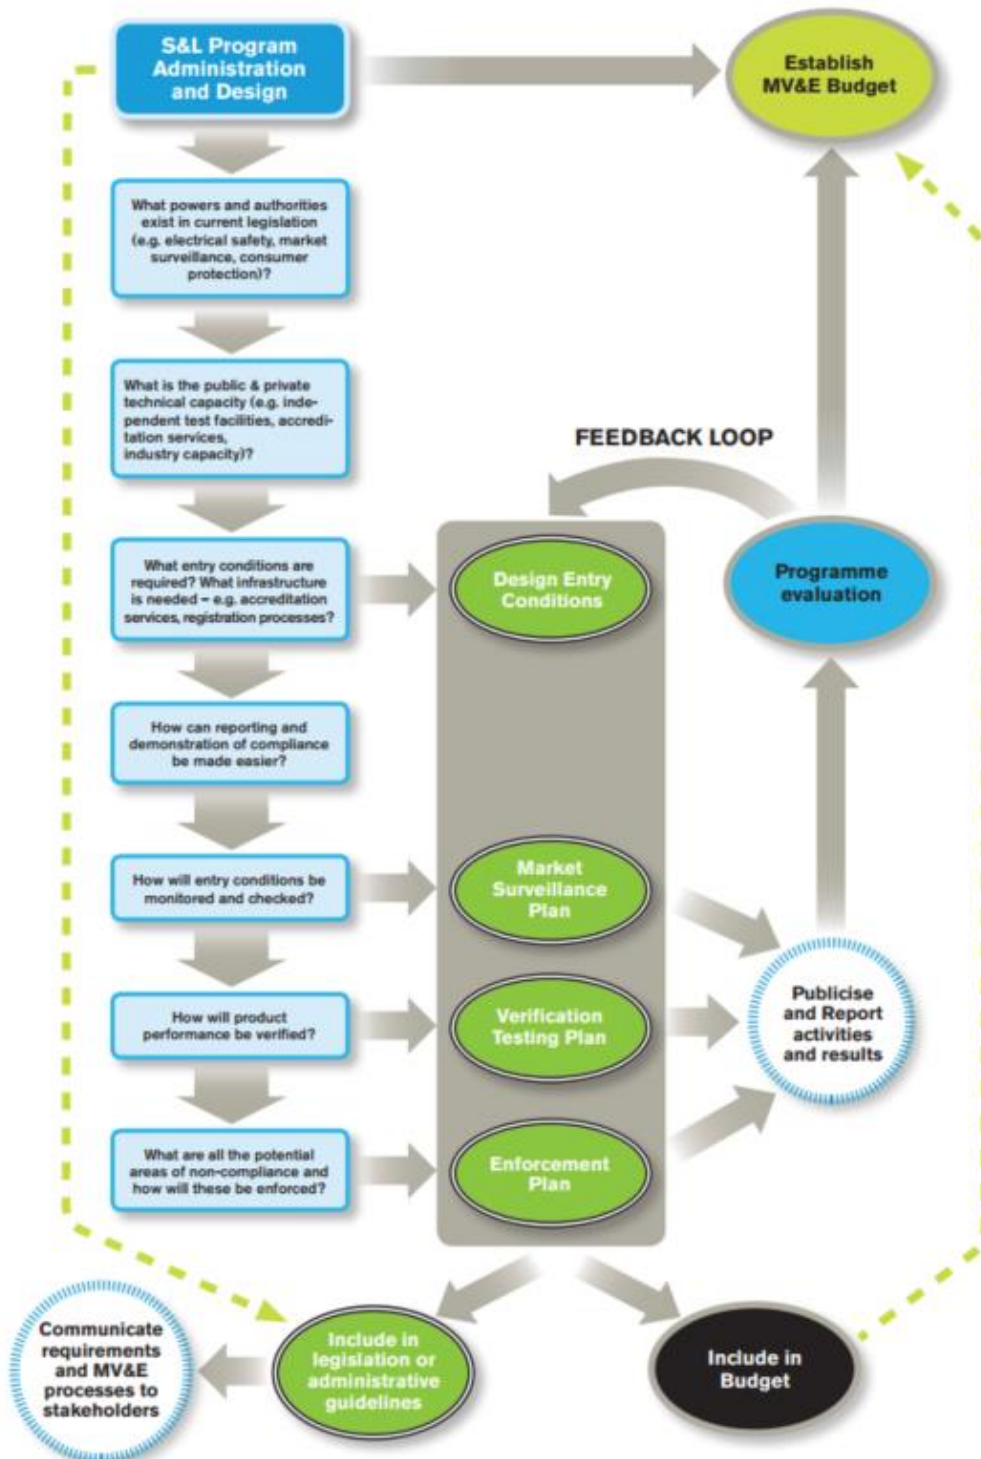 S&L Program
Administration
and Design
Establish
MV&E Budget
What powers and authorities
exist in current legislation
(e.g. electrical safety, market
surveillance, consumer
protection)?
What is the public & private
technical capacity (e.g. inde-
pendent test facilities, accredi-
tation services,
industry capacity)?
FEEDBACK LOOP
What entry conditions are
required? What infrastructure
is needed – e.g. accreditation
services, registration processes?
Design Entry
Conditions
Programme
evaluation
How can reporting and
demonstration of compliance
be made easier?
How will entry conditions be
monitored and checked?
Market
Surveillance
Plan
How will product
performance be verified?
Verification
Testing Plan
Publicise
and Report
activities
and results
What are all the potential
areas of non-compliance and
how will these be enforced?
Enforcement
Plan
Communicate
requirements
and MV&E
processes to
stakeholders
Include in
legislation or
administrative
guidelines
Include in
Budget